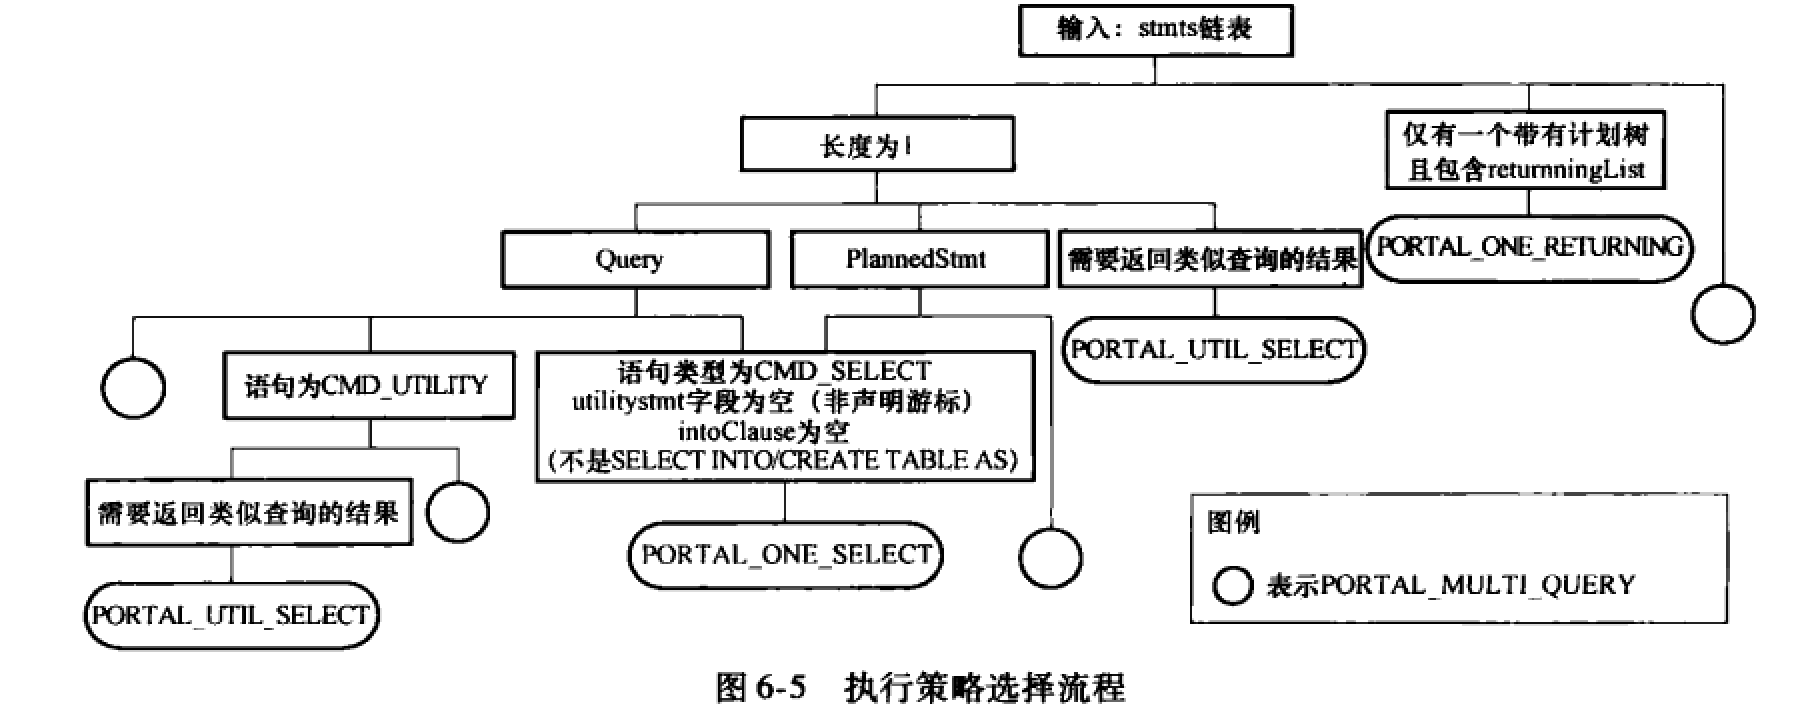 输入：stmts链表
长度为1
仅有一个带有计划树
且包含returnningList
Query
PlannedStmt
需要返回类似查询的结果
PORTAL_ONE_RETURNING
PORTAL_UTIL_SELECT
语句为CMD_UTILITY
语句类型为CMD_SELECT
utilitystmt字段为空（非声明游标）
intoClause为空
（不是SELECT INTO/CREATE TABLE AS）
需要返回类似查询的结果
PORTAL_ONE_SELECT
PORTAL_UTIL_SELECT
图例
表示PORTAL_MULTI_QUERY
图 6-5 执行策略选择流程